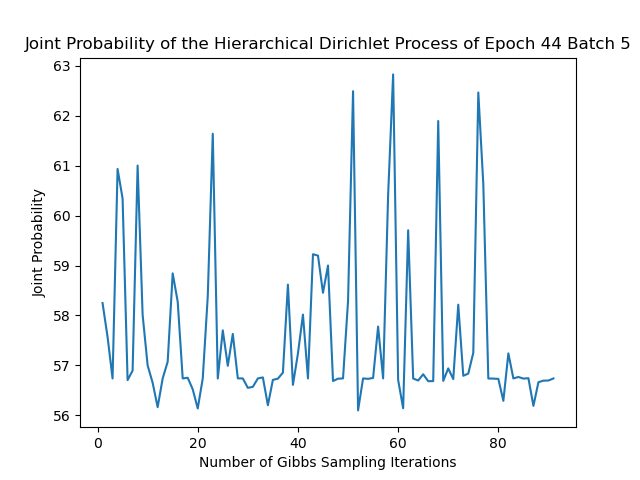 Joint Probability of the Hierarchical Dirichlet Process of Epoch 44 Batch 5
63
62
61
60
59
58
57
56
Joint Probability
0 20 40 60 80
Number of Gibbs Sampling Iterations